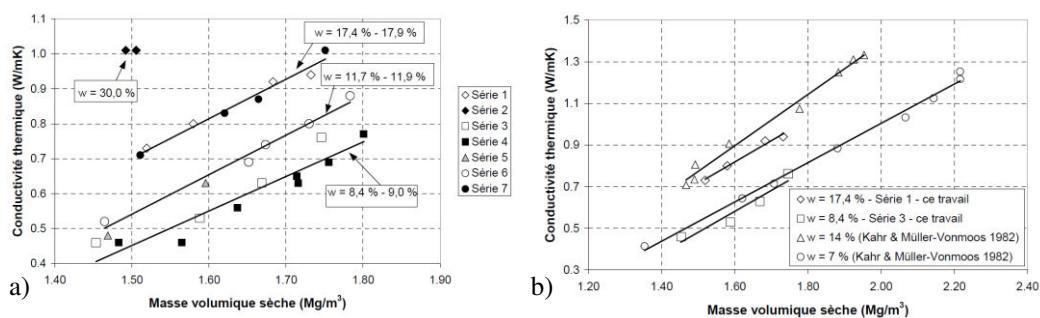 1.1
1.0
0.9
0.8
0.7
0.6
0.5
0.4
Conductivité thermique (W/mK)
w = 17,4 % - 17,9 %
w = 11,7 % - 11,9 %
w = 30,0 %
w = 8,4 % - 9,0 %
Série 1
Série 2
Série 3
Série 4
Série 5
Série 6
Série 7
1.40 1.50 1.60 1.70 1.80 1.90
Masse volumique sèche (Mg/m³)
a)
1.7
1.5
1.3
1.1
0.9
0.7
0.5
0.3
Conductivité thermique (W/mK)
w = 17,4 % - Série 1 - ce travail
w = 8,4 % - Série 3 - ce travail
w = 14 % (Kahr & Müller-Vonmoos 1982)
w = 7 % (Kahr & Müller-Vonmoos 1982)
1.20 1.40 1.60 1.80 2.00 2.20 2.40
Masse volumique sèche (Mg/m³)
b)